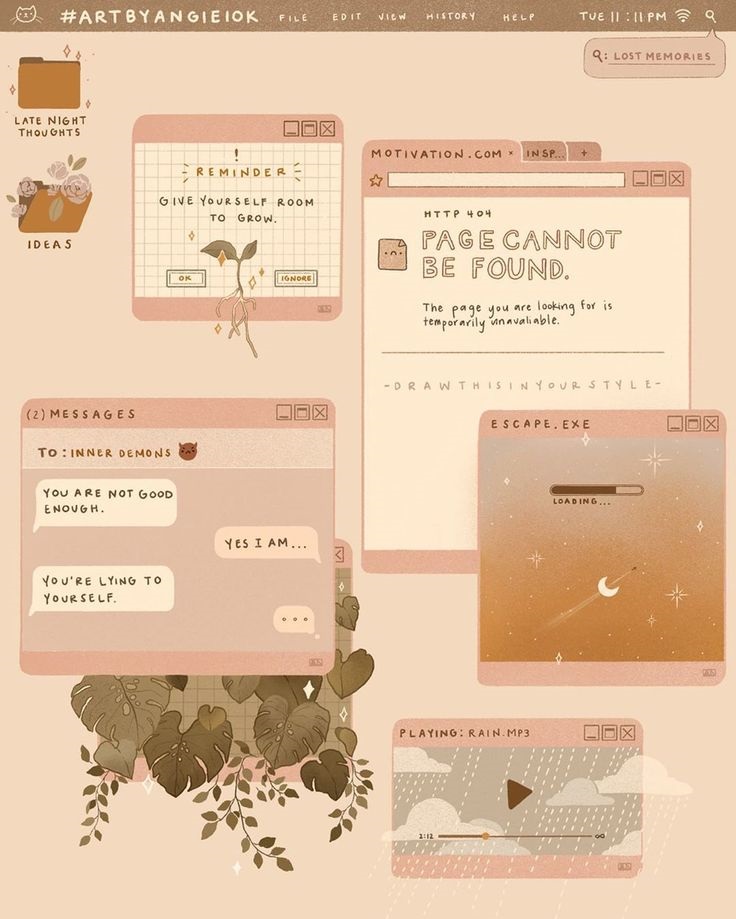 #ARTBYANGIE10K FILE EDIT VIEW HISTORY HELP TUE 11:11PM
: LOST MEMORIES
LATE NIGHT
THOUGHTS
IDEAS
!
REMINDER
GIVE YOURSELF ROOM
TO GROW.
OK IGNORE
MOTIVATION.COM × INSP... +
HTTP 404
PAGE CANNOT
BE FOUND.
The page you are looking for is
temporarily unavaliable.
-DRAWTHISINYOURSTYLE-
(2) MESSAGES
TO: INNER DEMONS
YOU ARE NOT GOOD
ENOUGH.
YES I AM...
YOU'RE LYING TO
YOURSELF.
ESCAPE.EXE
LOADING...
PLAYING: RAIN.MP3
2:12 ∞